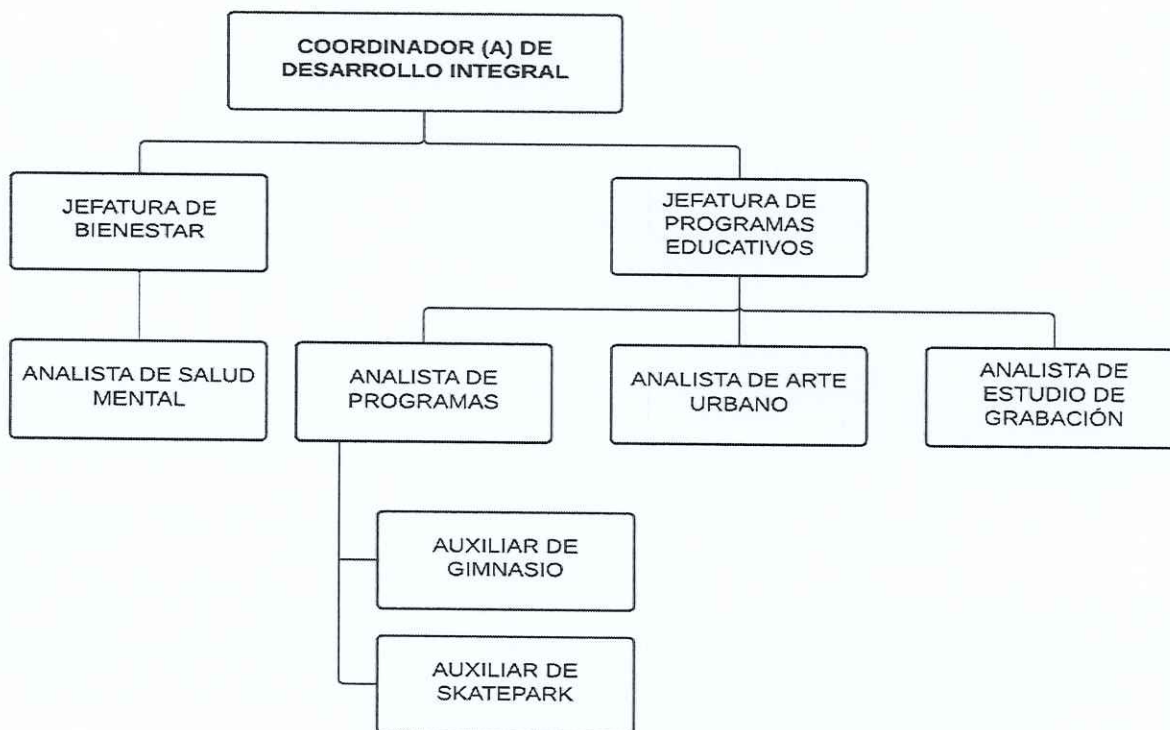 COORDINADOR (A) DE
DESARROLLO INTEGRAL
JEFATURA DE
BIENESTAR
JEFATURA DE
PROGRAMAS
EDUCATIVOS
ANALISTA DE SALUD
MENTAL
ANALISTA DE
PROGRAMAS
ANALISTA DE ARTE
URBANO
ANALISTA DE
ESTUDIO DE
GRABACIÓN
AUXILIAR DE
GIMNASIO
AUXILIAR DE
SKATEPARK